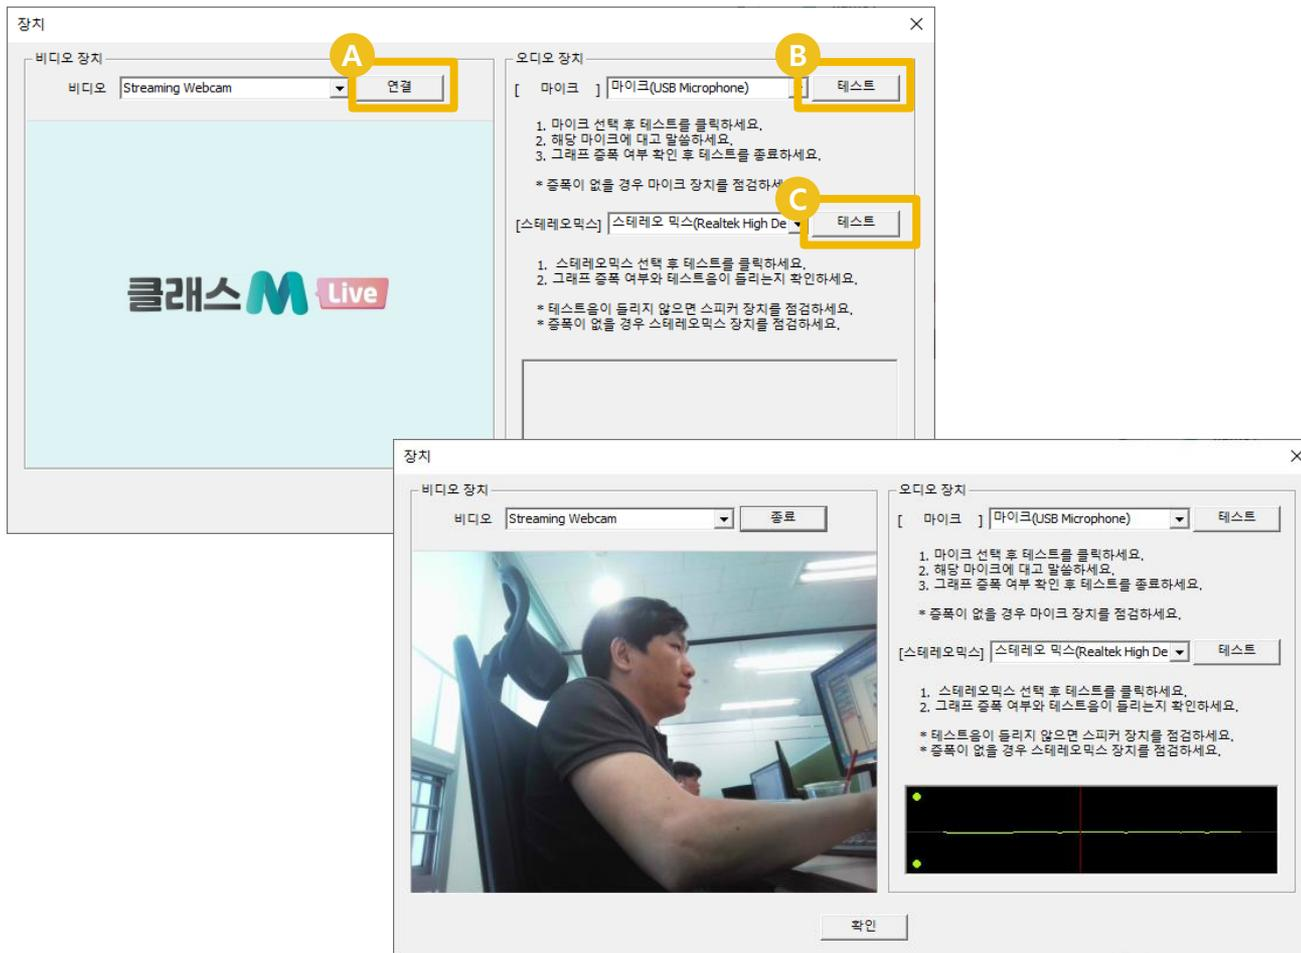 장치
비디오 장치
A
비디오 Streaming Webcam 연결
클래스 M Live
오디오 장치
B
[ 마이크 ] 마이크(USB Microphone) 테스트
1. 마이크 선택 후 테스트를 클릭하세요.
2. 해당 마이크에 대고 말씀하세요.
3. 그래프 증폭 여부 확인 후 테스트를 종료하세요.
* 증폭이 없을 경우 마이크 장치를 점검하세
C
[스테레오믹스] 스테레오 믹스(Realtek High De 테스트
1. 스테레오믹스 선택 후 테스트를 클릭하세요.
2. 그래프 증폭 여부와 테스트음이 들리는지 확인하세요.
* 테스트음이 들리지 않으면 스피커 장치를 점검하세요.
* 증폭이 없을 경우 스테레오믹스 장치를 점검하세요.
장치
비디오 장치
비디오 Streaming Webcam 종료
오디오 장치
[ 마이크 ] 마이크(USB Microphone) 테스트
1. 마이크 선택 후 테스트를 클릭하세요.
2. 해당 마이크에 대고 말씀하세요.
3. 그래프 증폭 여부 확인 후 테스트를 종료하세요.
* 증폭이 없을 경우 마이크 장치를 점검하세요.
[스테레오믹스] 스테레오 믹스(Realtek High De 테스트
1. 스테레오믹스 선택 후 테스트를 클릭하세요.
2. 그래프 증폭 여부와 테스트음이 들리는지 확인하세요.
* 테스트음이 들리지 않으면 스피커 장치를 점검하세요.
* 증폭이 없을 경우 스테레오믹스 장치를 점검하세요.
확인